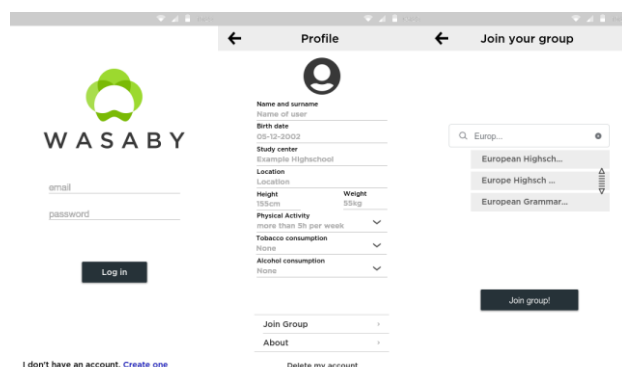 WASABY
email
password
Log in
I don't have an account. Create one
Profile
Name and surname
Name of user
Birth date
05-12-2002
Study center
Example Highschool
Location
Location
Height Weight
155cm 55kg
Physical Activity
more than 5h per week
Tobacco consumption
None
Alcohol consumption
None
Join Group
About
Delete my account
Join your group
Europ...
European Highsch...
Europe Highsch ...
European Grammar...
Join group!